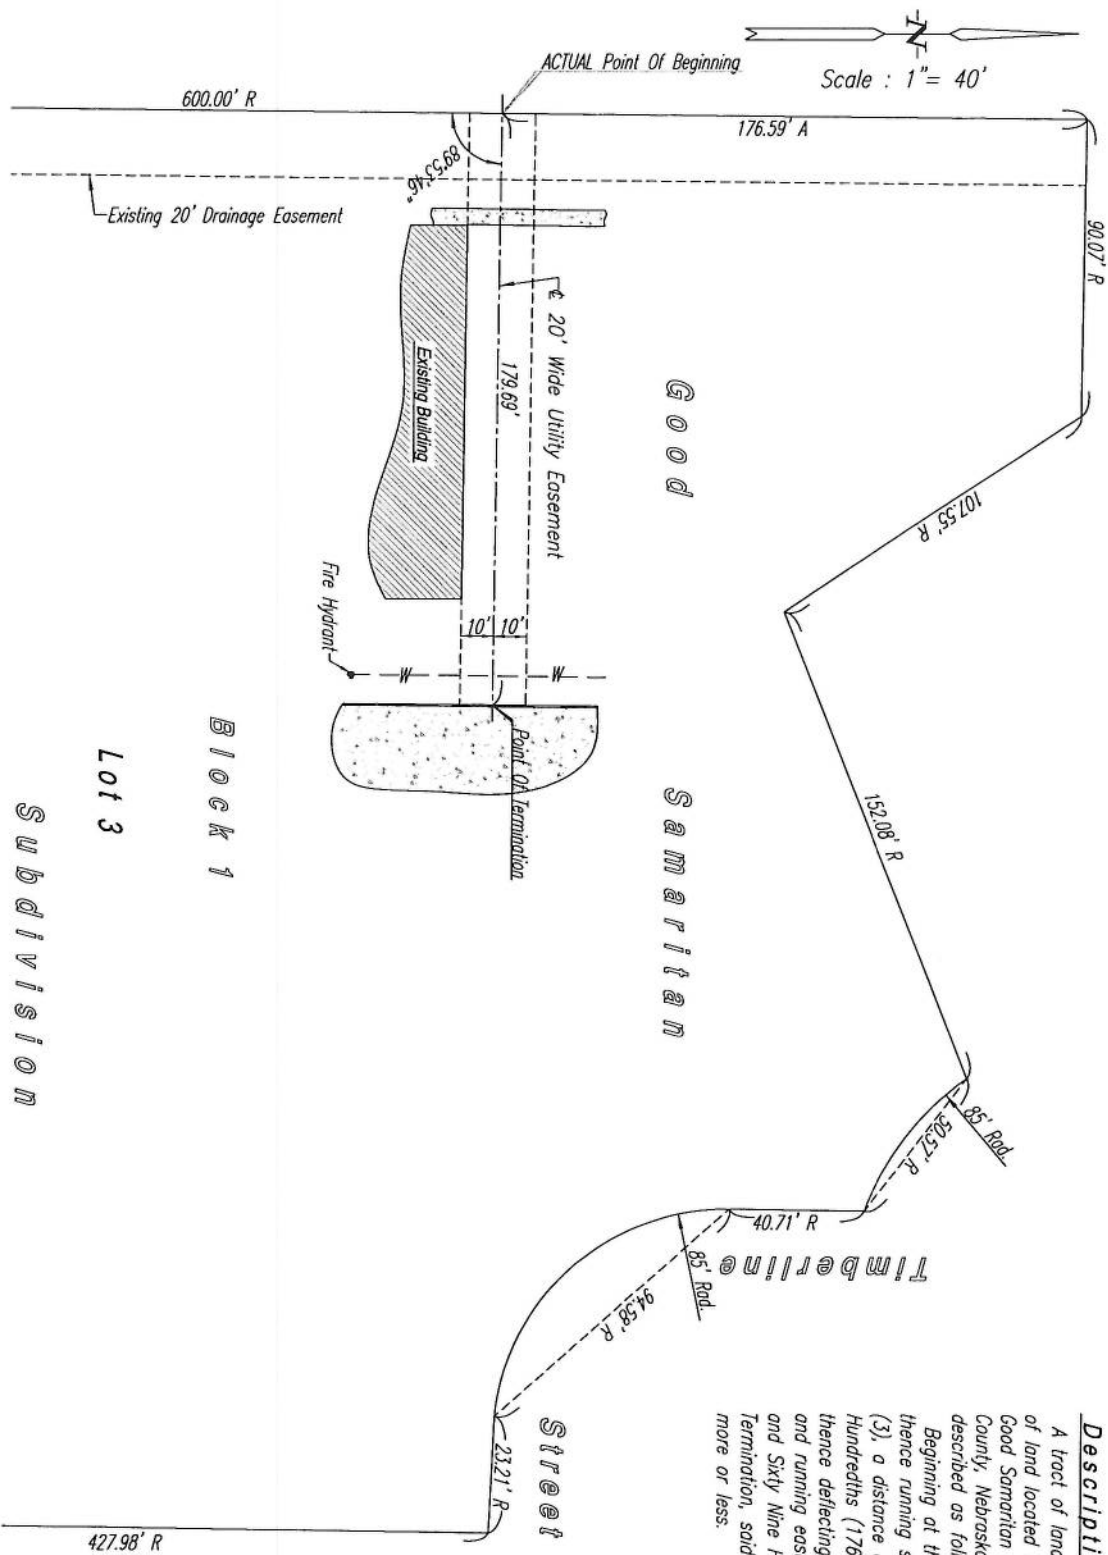 N
Scale : 1"= 40'
ACTUAL Point Of Beginning
600.00' R
176.59' A
89°53'46"
Existing 20' Drainage Easement
90.07' R
℄ 20' Wide Utility Easement
179.69'
Existing Building
Good
107.55' R
10'
10'
Fire Hydrant
W
W
Point Of Termination
Block 1
Lot 3
Samaritan
152.08' R
Subdivision
85' Rad.
50.57' R
40.71' R
Timberline
85' Rad.
94.58' R
Street
23.21' R
427.98' R
Descripti
A tract of land
of land located
Good Samaritan
County, Nebraska
described as fol
Beginning at th
thence running s
(3), a distance
Hundredths (176
thence deflecting
and running eas
and Sixty Nine H
Termination, said
more or less.